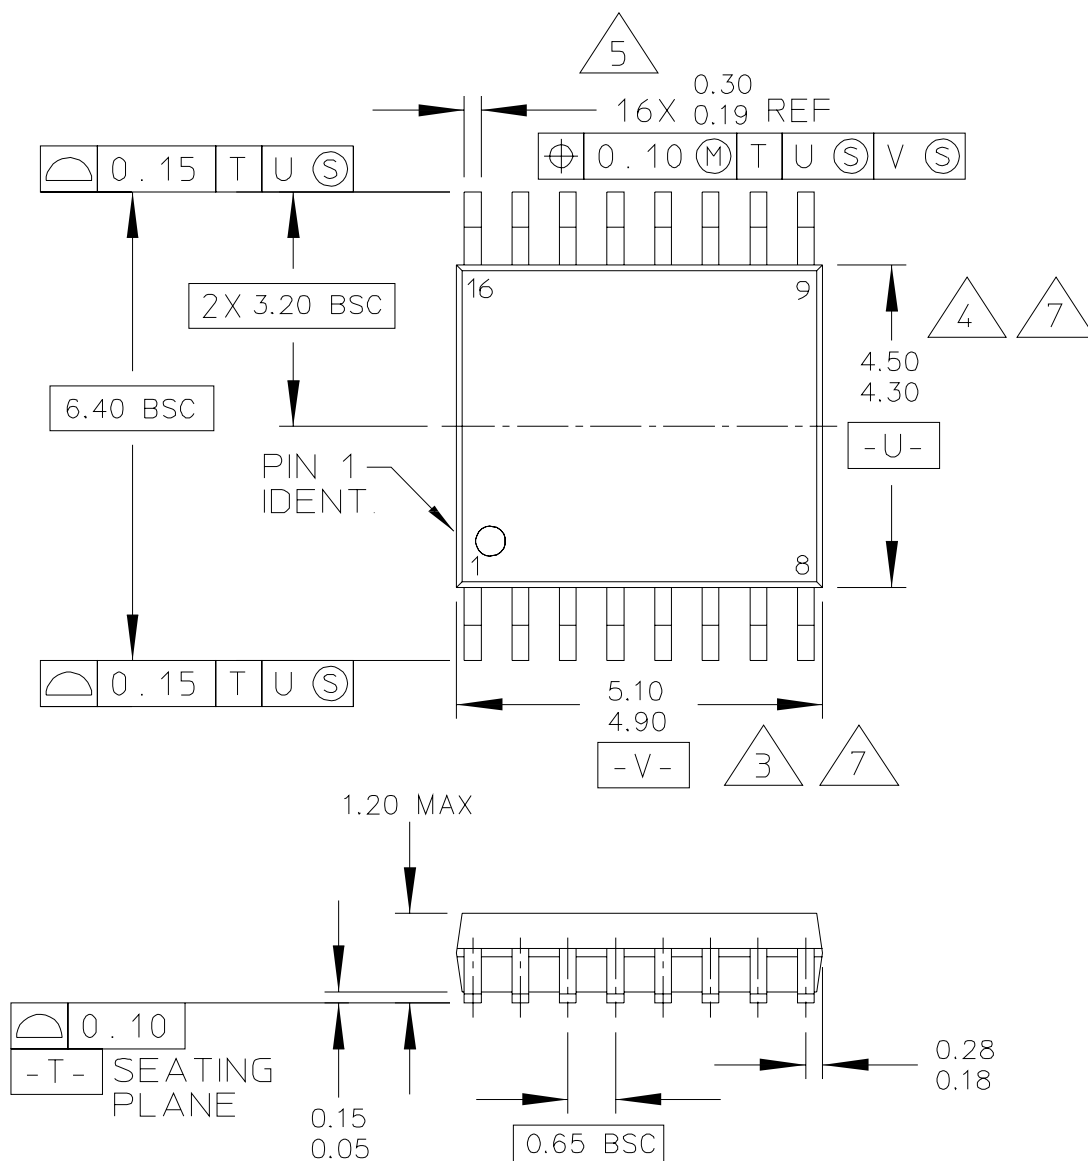 5
0.30
16X 0.19 REF
0.15 T U Ⓢ
⌖ 0.10 Ⓜ T U Ⓢ V Ⓢ
16 9
2X 3.20 BSC
4 7
4.50
4.30
6.40 BSC
-U-
PIN 1
IDENT.
1 8
0.15 T U Ⓢ
5.10
4.90
-V- 3 7
1.20 MAX
0.10
-T- SEATING
PLANE
0.28
0.18
0.15
0.05
0.65 BSC